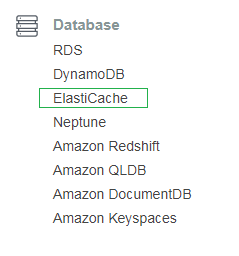 Database
RDS
DynamoDB
ElastiCache
Neptune
Amazon Redshift
Amazon QLDB
Amazon DocumentDB
Amazon Keyspaces